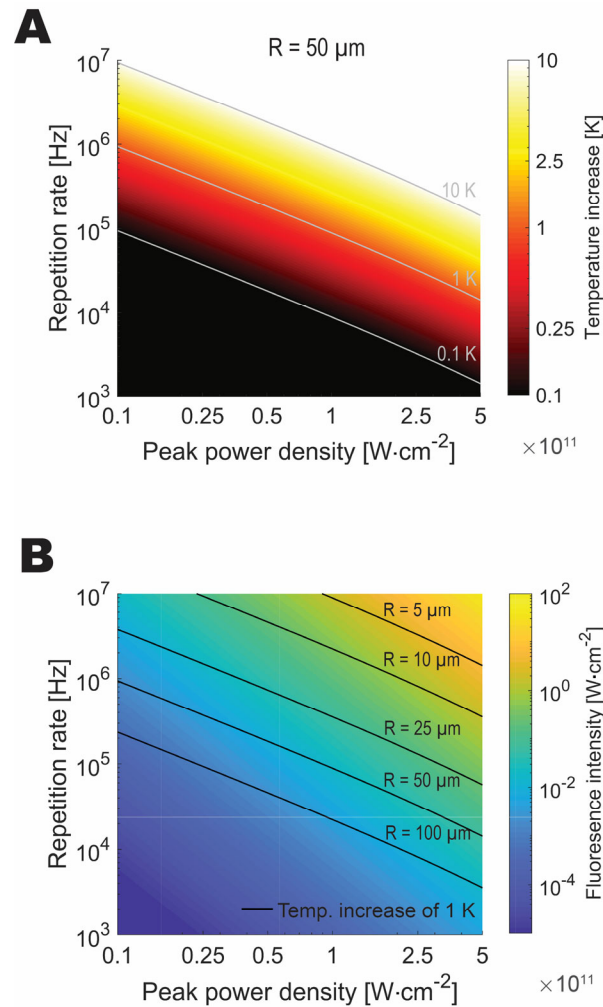 A
R = 50 µm
Repetition rate [Hz]
10⁷
10⁶
10⁵
10⁴
10³
10 K
1 K
0.1 K
0.1 0.25 0.5 1 2.5 5
Peak power density [W·cm⁻²]
×10¹¹
10
2.5
1
0.25
0.1
Temperature increase [K]
B
Repetition rate [Hz]
10⁷
10⁶
10⁵
10⁴
10³
R = 5 µm
R = 10 µm
R = 25 µm
R = 50 µm
R = 100 µm
Temp. increase of 1 K
0.1 0.25 0.5 1 2.5 5
Peak power density [W·cm⁻²]
×10¹¹
10²
10⁰
10⁻²
10⁻⁴
Fluoresence intensity [W·cm⁻²]